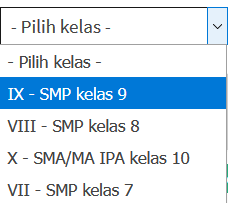 - Pilih kelas -
- Pilih kelas -
IX - SMP kelas 9
VIII - SMP kelas 8
X - SMA/MA IPA kelas 10
VII - SMP kelas 7